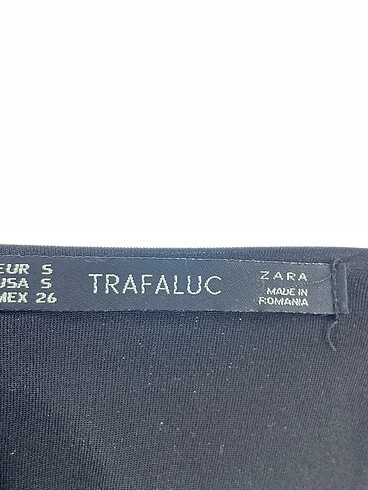 EUR S
USA S
MEX 26
TRAFALUC
ZARA
MADE IN
ROMANIA